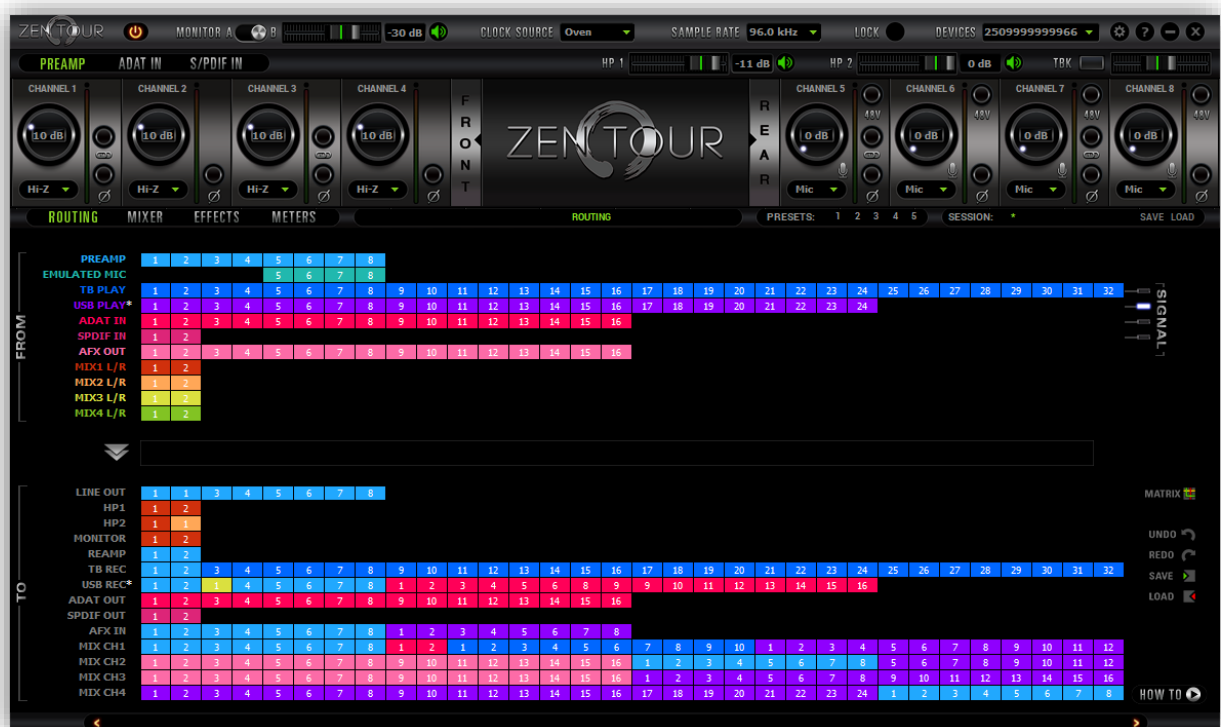 ZEN TOUR MONITOR A B -30 dB CLOCK SOURCE Oven SAMPLE RATE 96.0 kHz LOCK DEVICES 2509999999966 ? 
PREAMP ADAT IN S/PDIF IN HP 1 -11 dB HP 2 0 dB TBK
CHANNEL 1 CHANNEL 2 CHANNEL 3 CHANNEL 4 CHANNEL 5 CHANNEL 6 CHANNEL 7 CHANNEL 8
48V 48V 48V 48V
10 dB 10 dB 10 dB 10 dB FRONT ZEN TOUR REAR 0 dB 0 dB 0 dB 0 dB
Hi-Z Hi-Z Hi-Z Hi-Z Mic Mic Mic Mic
ROUTING MIXER EFFECTS METERS ROUTING PRESETS: 1 2 3 4 5 SESSION: * SAVE LOAD
FROM
PREAMP 1 2 3 4 5 6 7 8
EMULATED MIC 5 6 7 8
TB PLAY 1 2 3 4 5 6 7 8 9 10 11 12 13 14 15 16 17 18 19 20 21 22 23 24 25 26 27 28 29 30 31 32
USB PLAY* 1 2 3 4 5 6 7 8 9 10 11 12 13 14 15 16 17 18 19 20 21 22 23 24
ADAT IN 1 2 3 4 5 6 7 8 9 10 11 12 13 14 15 16
SPDIF IN 1 2
AFX OUT 1 2 3 4 5 6 7 8 9 10 11 12 13 14 15 16
MIX1 L/R 1 2
MIX2 L/R 1 2
MIX3 L/R 1 2
MIX4 L/R 1 2
SIGNAL
TO
LINE OUT 1 1 3 4 5 6 7 8
HP1 1 2
HP2 1 1
MONITOR 1 2
REAMP 1 2
TB REC 1 2 3 4 5 6 7 8 9 10 11 12 13 14 15 16 17 18 19 20 21 22 23 24 25 26 27 28 29 30 31 32
USB REC* 1 2 1 4 5 6 7 8 1 2 3 4 5 6 8 9 9 10 11 12 13 14 15 16
ADAT OUT 1 2 3 4 5 6 7 8 9 10 11 12 13 14 15 16
SPDIF OUT 1 2
AFX IN 1 2 3 4 5 6 7 8 1 2 3 4 5 6 7 8
MIX CH1 1 2 3 4 5 6 7 8 1 2 1 2 3 4 5 6 7 8 9 10 1 2 3 4 5 6 7 8 9 10 11 12
MIX CH2 1 2 3 4 5 6 7 8 9 10 11 12 13 14 15 16 1 2 3 4 5 6 7 8 5 6 7 8 9 10 11 12
MIX CH3 1 2 3 4 5 6 7 8 9 10 11 12 13 14 15 16 1 2 3 4 5 6 7 8 9 10 11 12 13 14 15 16
MIX CH4 1 2 3 4 5 6 7 8 9 10 11 12 13 14 15 16 17 18 19 20 21 22 23 24 1 2 3 4 5 6 7 8
MATRIX
UNDO
REDO
SAVE
LOAD
HOW TO